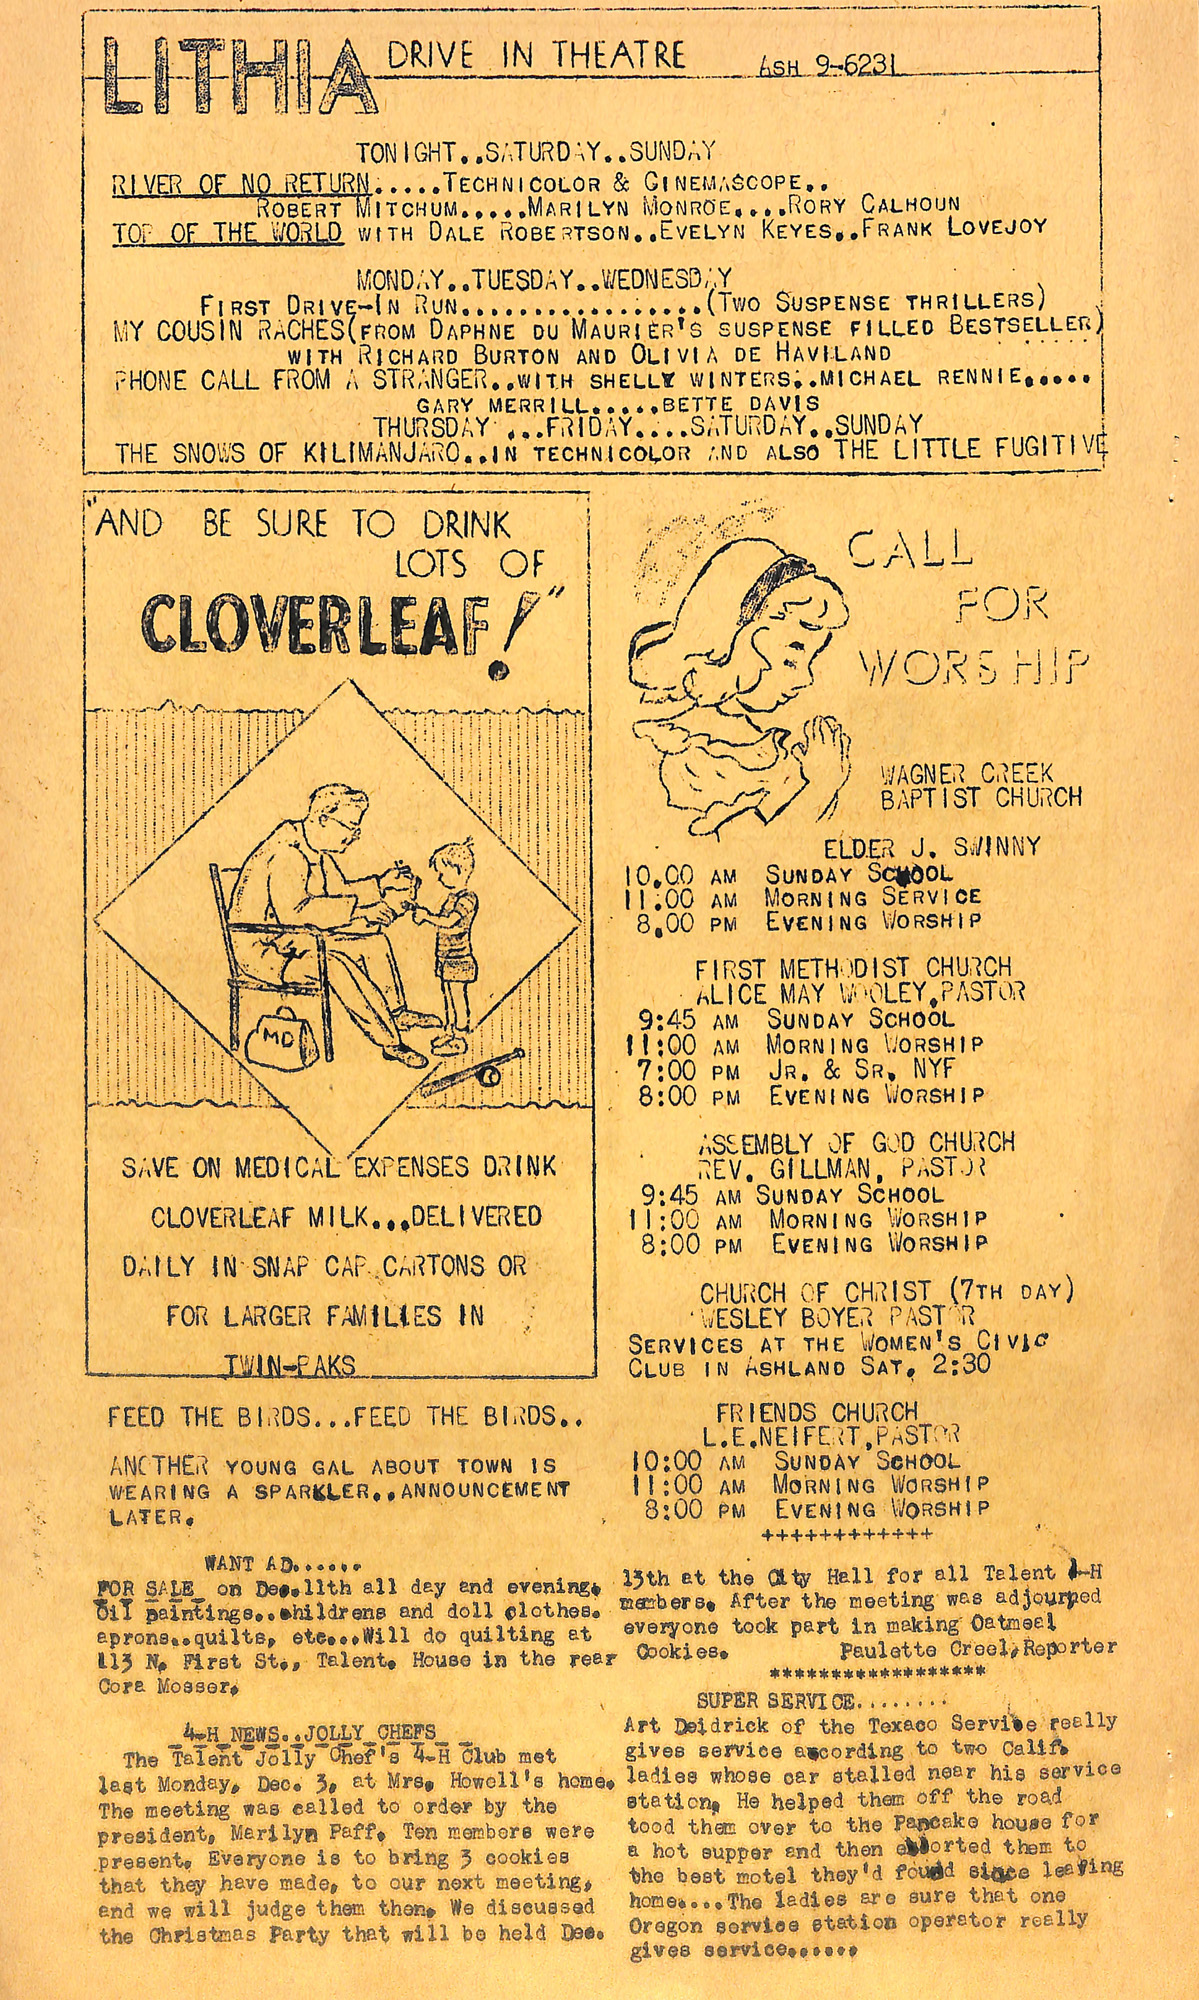 LITHIA DRIVE IN THEATRE ASH 9-6231
TONIGHT..SATURDAY..SUNDAY
RIVER OF NO RETURN.....TECHNICOLOR & CINEMASCOPE..
ROBERT MITCHUM.....MARILYN MONROE....RORY CALHOUN
TOP OF THE WORLD WITH DALE ROBERTSON..EVELYN KEYES..FRANK LOVEJOY
MONDAY..TUESDAY..WEDNESDAY
FIRST DRIVE-IN RUN.................(TWO SUSPENSE THRILLERS)
MY COUSIN RACHES(FROM DAPHNE DU MAURIER'S SUSPENSE FILLED BESTSELLER)
WITH RICHARD BURTON AND OLIVIA DE HAVILAND
PHONE CALL FROM A STRANGER..WITH SHELLY WINTERS..MICHAEL RENNIE.....
GARY MERRILL.....BETTE DAVIS
THURSDAY ...FRIDAY....SATURDAY..SUNDAY
THE SNOWS OF KILIMANJARO..IN TECHNICOLOR AND ALSO THE LITTLE FUGITIVE
"AND BE SURE TO DRINK
LOTS OF
CLOVERLEAF!"
MD
SAVE ON MEDICAL EXPENSES DRINK
CLOVERLEAF MILK...DELIVERED
DAILY IN SNAP CAP CARTONS OR
FOR LARGER FAMILIES IN
TWIN-PAKS
FEED THE BIRDS...FEED THE BIRDS..
ANOTHER YOUNG GAL ABOUT TOWN IS
WEARING A SPARKLER..ANNOUNCEMENT
LATER.
CALL
FOR
WORSHIP
WAGNER CREEK
BAPTIST CHURCH
ELDER J. SWINNY
10.00 AM SUNDAY SCHOOL
11:00 AM MORNING SERVICE
8.00 PM EVENING WORSHIP
FIRST METHODIST CHURCH
ALICE MAY WOOLEY,PASTOR
9:45 AM SUNDAY SCHOOL
11:00 AM MORNING WORSHIP
7:00 PM JR. & SR. NYF
8:00 PM EVENING WORSHIP
ASSEMBLY OF GOD CHURCH
REV. GILLMAN, PASTOR
9:45 AM SUNDAY SCHOOL
11:00 AM MORNING WORSHIP
8:00 PM EVENING WORSHIP
CHURCH OF CHRIST (7TH DAY)
WESLEY BOYER PASTOR
SERVICES AT THE WOMEN'S CIVIC
CLUB IN ASHLAND SAT. 2:30
FRIENDS CHURCH
L.E.NEIFERT,PASTOR
10:00 AM SUNDAY SCHOOL
11:00 AM MORNING WORSHIP
8:00 PM EVENING WORSHIP
++++++++++++
WANT AD......
FOR SALE on Dec.11th all day and evening.
Oil paintings..childrens and doll clothes.
aprons..quilts, etc...Will do quilting at
113 N. First St., Talent. House in the rear
Cora Mosser.
4-H NEWS..JOLLY CHEFS
The Talent Jolly Chef's 4-H Club met
last Monday, Dec. 3, at Mrs. Howell's home.
The meeting was called to order by the
president, Marilyn Paff. Ten members were
present. Everyone is to bring 3 cookies
that they have made, to our next meeting,
and we will judge them then. We discussed
the Christmas Party that will be held Dec.
13th at the City Hall for all Talent 4-H
members. After the meeting was adjourned
everyone took part in making Oatmeal
Cookies. Paulette Creel,Reporter
******************
SUPER SERVICE........
Art Deidrick of the Texaco Service really
gives service according to two Calif.
ladies whose car stalled near his service
station. He helped them off the road
tood them over to the Pancake house for
a hot supper and then escorted them to
the best motel they'd found since leaving
home....The ladies are sure that one
Oregon service station operator really
gives service......